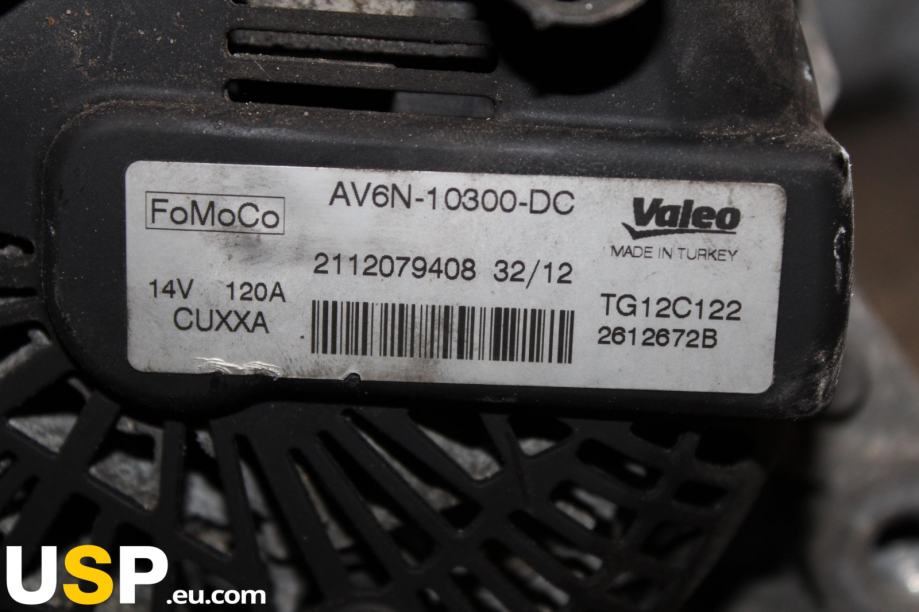 AV6N-10300-DC
FoMoCo
Valeo
MADE IN TURKEY
2112079408 32/12
14V 120A
TG12C122
CUXXA
2612672B
USP.eu.com